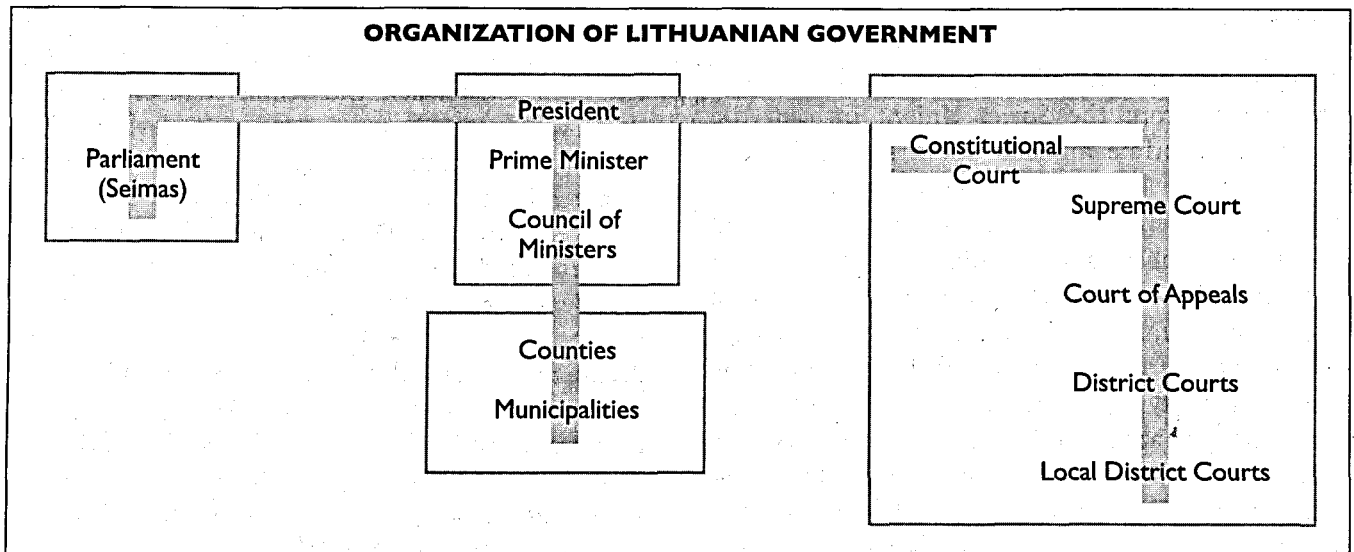 ORGANIZATION OF LITHUANIAN GOVERNMENT
Parliament
(Seimas)
President
Prime Minister
Council of
Ministers
Counties
Municipalities
Constitutional
Court
Supreme Court
Court of Appeals
District Courts
Local District Courts